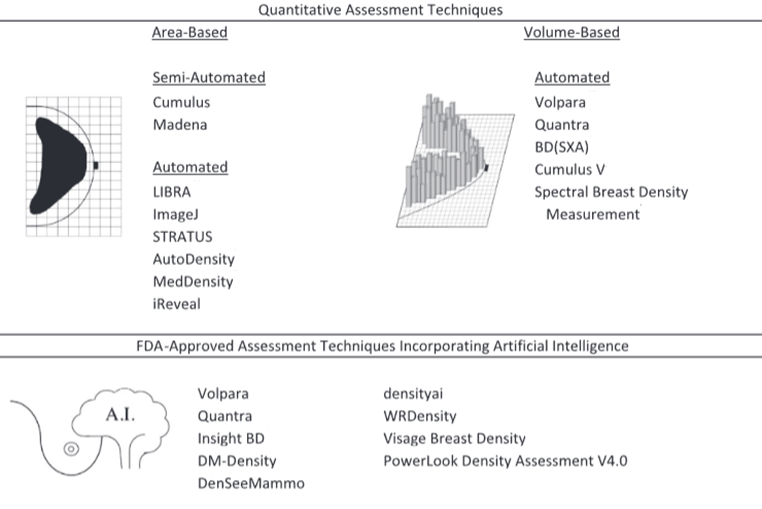 Quantitative Assessment Techniques
Area-Based
Semi-Automated
Cumulus
Madena
Automated
LIBRA
ImageJ
STRATUS
AutoDensity
MedDensity
iReveal
Volume-Based
Automated
Volpara
Quantra
BD(SXA)
Cumulus V
Spectral Breast Density
Measurement
FDA-Approved Assessment Techniques Incorporating Artificial Intelligence
A.I.
Volpara
Quantra
Insight BD
DM-Density
DenSeeMammo
densityai
WRDensity
Visage Breast Density
PowerLook Density Assessment V4.0